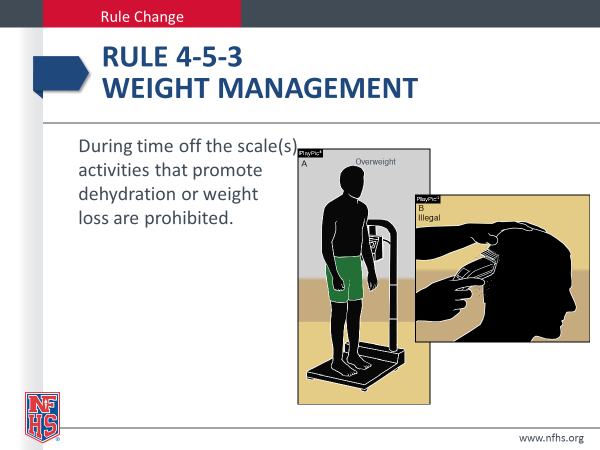 Rule Change
RULE 4-5-3
WEIGHT MANAGEMENT
During time off the scale(s)
activities that promote
dehydration or weight
loss are prohibited.
PlayPic®
A
Overweight
PlayPic®
B
Illegal
NF
HS
®
www.nfhs.org